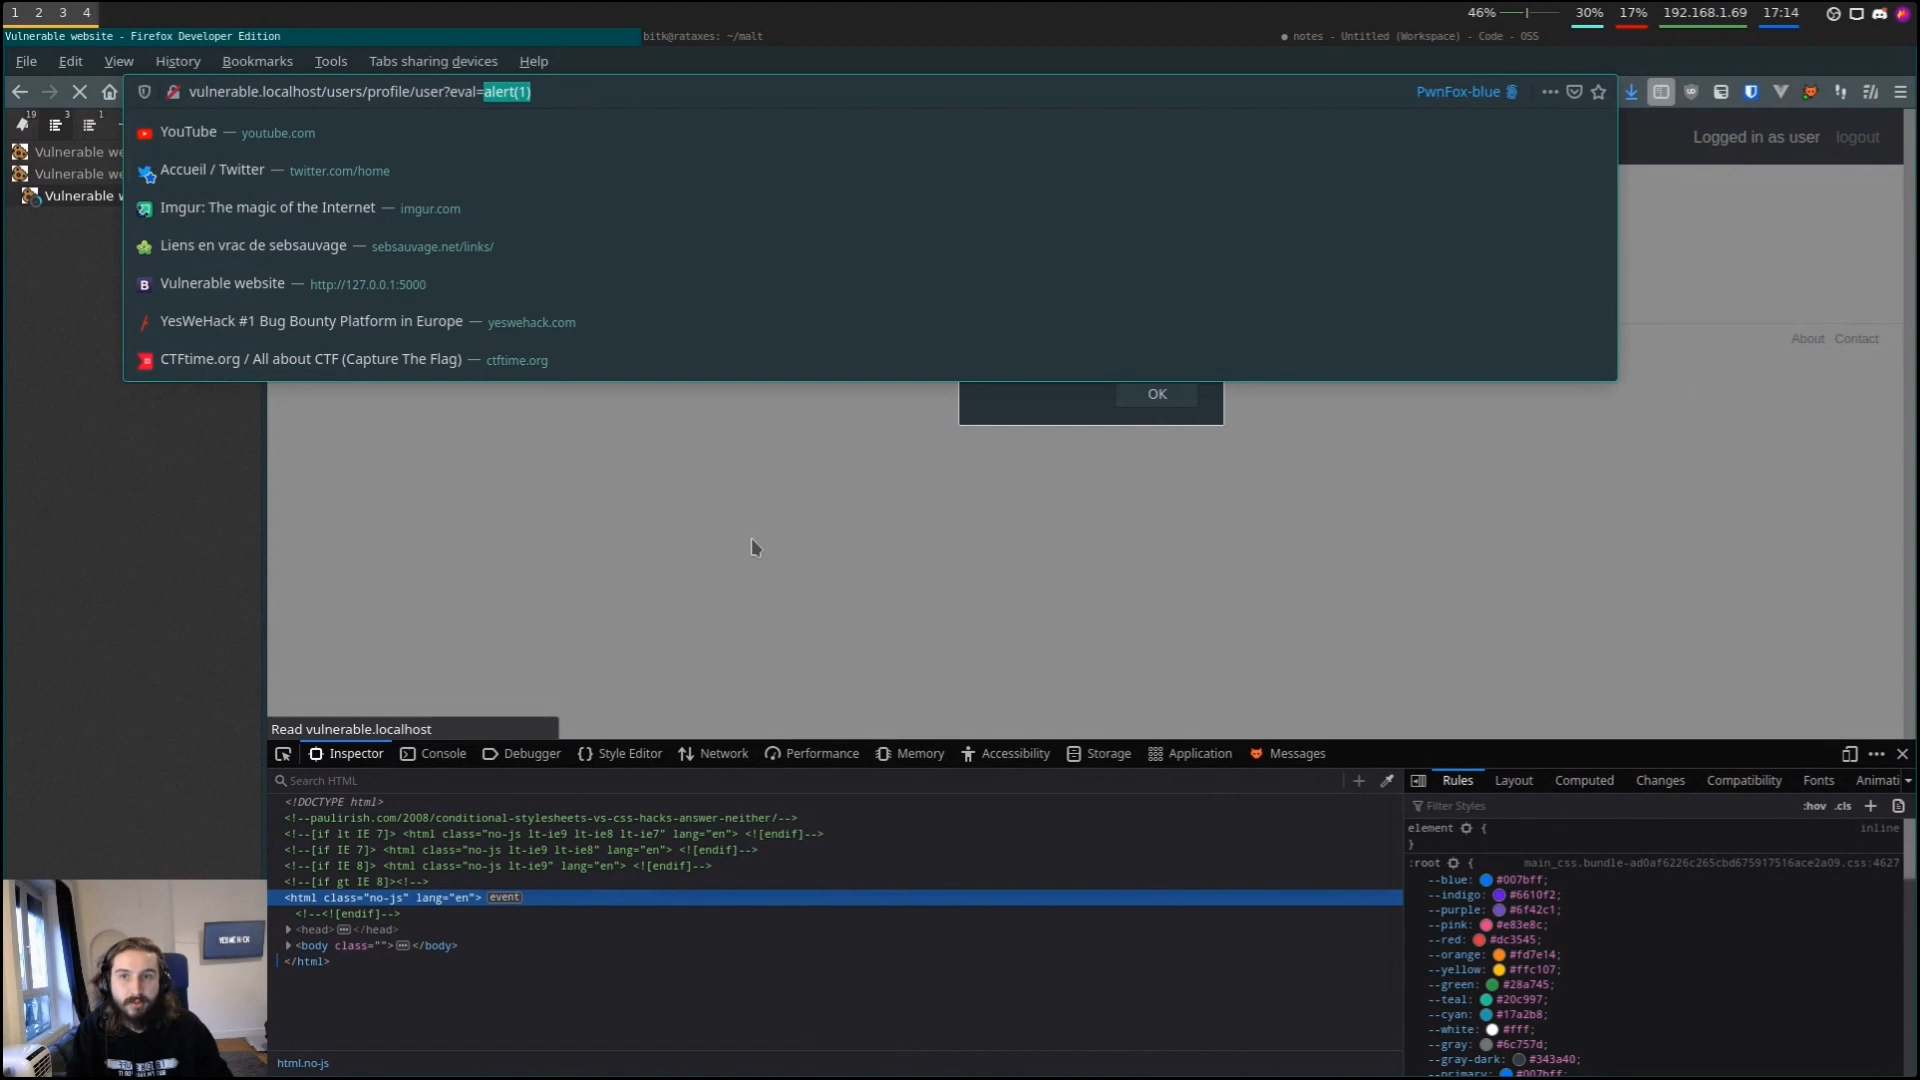 1 2 3 4
46% 30% 17% 192.168.1.69 17:14
Vulnerable website - Firefox Developer Edition
bitk@rataxes: ~/malt
● notes - Untitled (Workspace) - Code - OSS
File Edit View History Bookmarks Tools Tabs sharing devices Help
vulnerable.localhost/users/profile/user?eval=alert(1)
PwnFox-blue
19 3 1
Logged in as user logout
YouTube — youtube.com
Vulnerable we
Accueil / Twitter — twitter.com/home
Vulnerable we
Vulnerable v
Imgur: The magic of the Internet — imgur.com
Liens en vrac de sebsauvage — sebsauvage.net/links/
Vulnerable website — http://127.0.0.1:5000
YesWeHack #1 Bug Bounty Platform in Europe — yeswehack.com
About Contact
CTFtime.org / All about CTF (Capture The Flag) — ctftime.org
OK
Read vulnerable.localhost
Inspector Console Debugger Style Editor Network Performance Memory Accessibility Storage Application Messages
Search HTML
Rules Layout Computed Changes Compatibility Fonts Animati
Filter Styles :hov .cls
<!DOCTYPE html>
<!--paulirish.com/2008/conditional-stylesheets-vs-css-hacks-answer-neither/-->
<!--[if lt IE 7]> <html class="no-js lt-ie9 lt-ie8 lt-ie7" lang="en"> <![endif]-->
<!--[if IE 7]> <html class="no-js lt-ie9 lt-ie8" lang="en"> <![endif]-->
<!--[if IE 8]> <html class="no-js lt-ie9" lang="en"> <![endif]-->
<!--[if gt IE 8]><!-->
<html class="no-js" lang="en"> event
<!--<![endif]-->
<head> </head>
<body class=""> </body>
</html>
html.no-js
element { inline
}
:root { main_css.bundle-ad0af6226c265cbd675917516ace2a09.css:4627
--blue: #007bff;
--indigo: #6610f2;
--purple: #6f42c1;
--pink: #e83e8c;
--red: #dc3545;
--orange: #fd7e14;
--yellow: #ffc107;
--green: #28a745;
--teal: #20c997;
--cyan: #17a2b8;
--white: #fff;
--gray: #6c757d;
--gray-dark: #343a40;
--primary: #007bff;